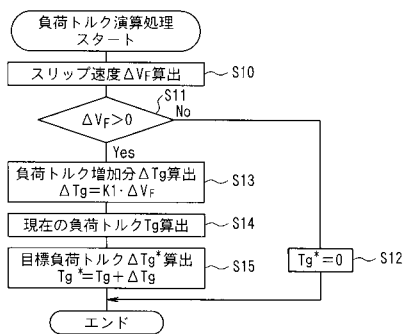 負荷トルク演算処理
スタート
スリップ速度ΔVF算出
S10
S11
ΔVF>0
No
Yes
負荷トルク増加分ΔTg算出
ΔTg=K1·ΔVF
S13
現在の負荷トルクTg算出
S14
目標負荷トルクΔTg*算出
Tg*=Tg+ΔTg
S15
Tg*=0
S12
エンド